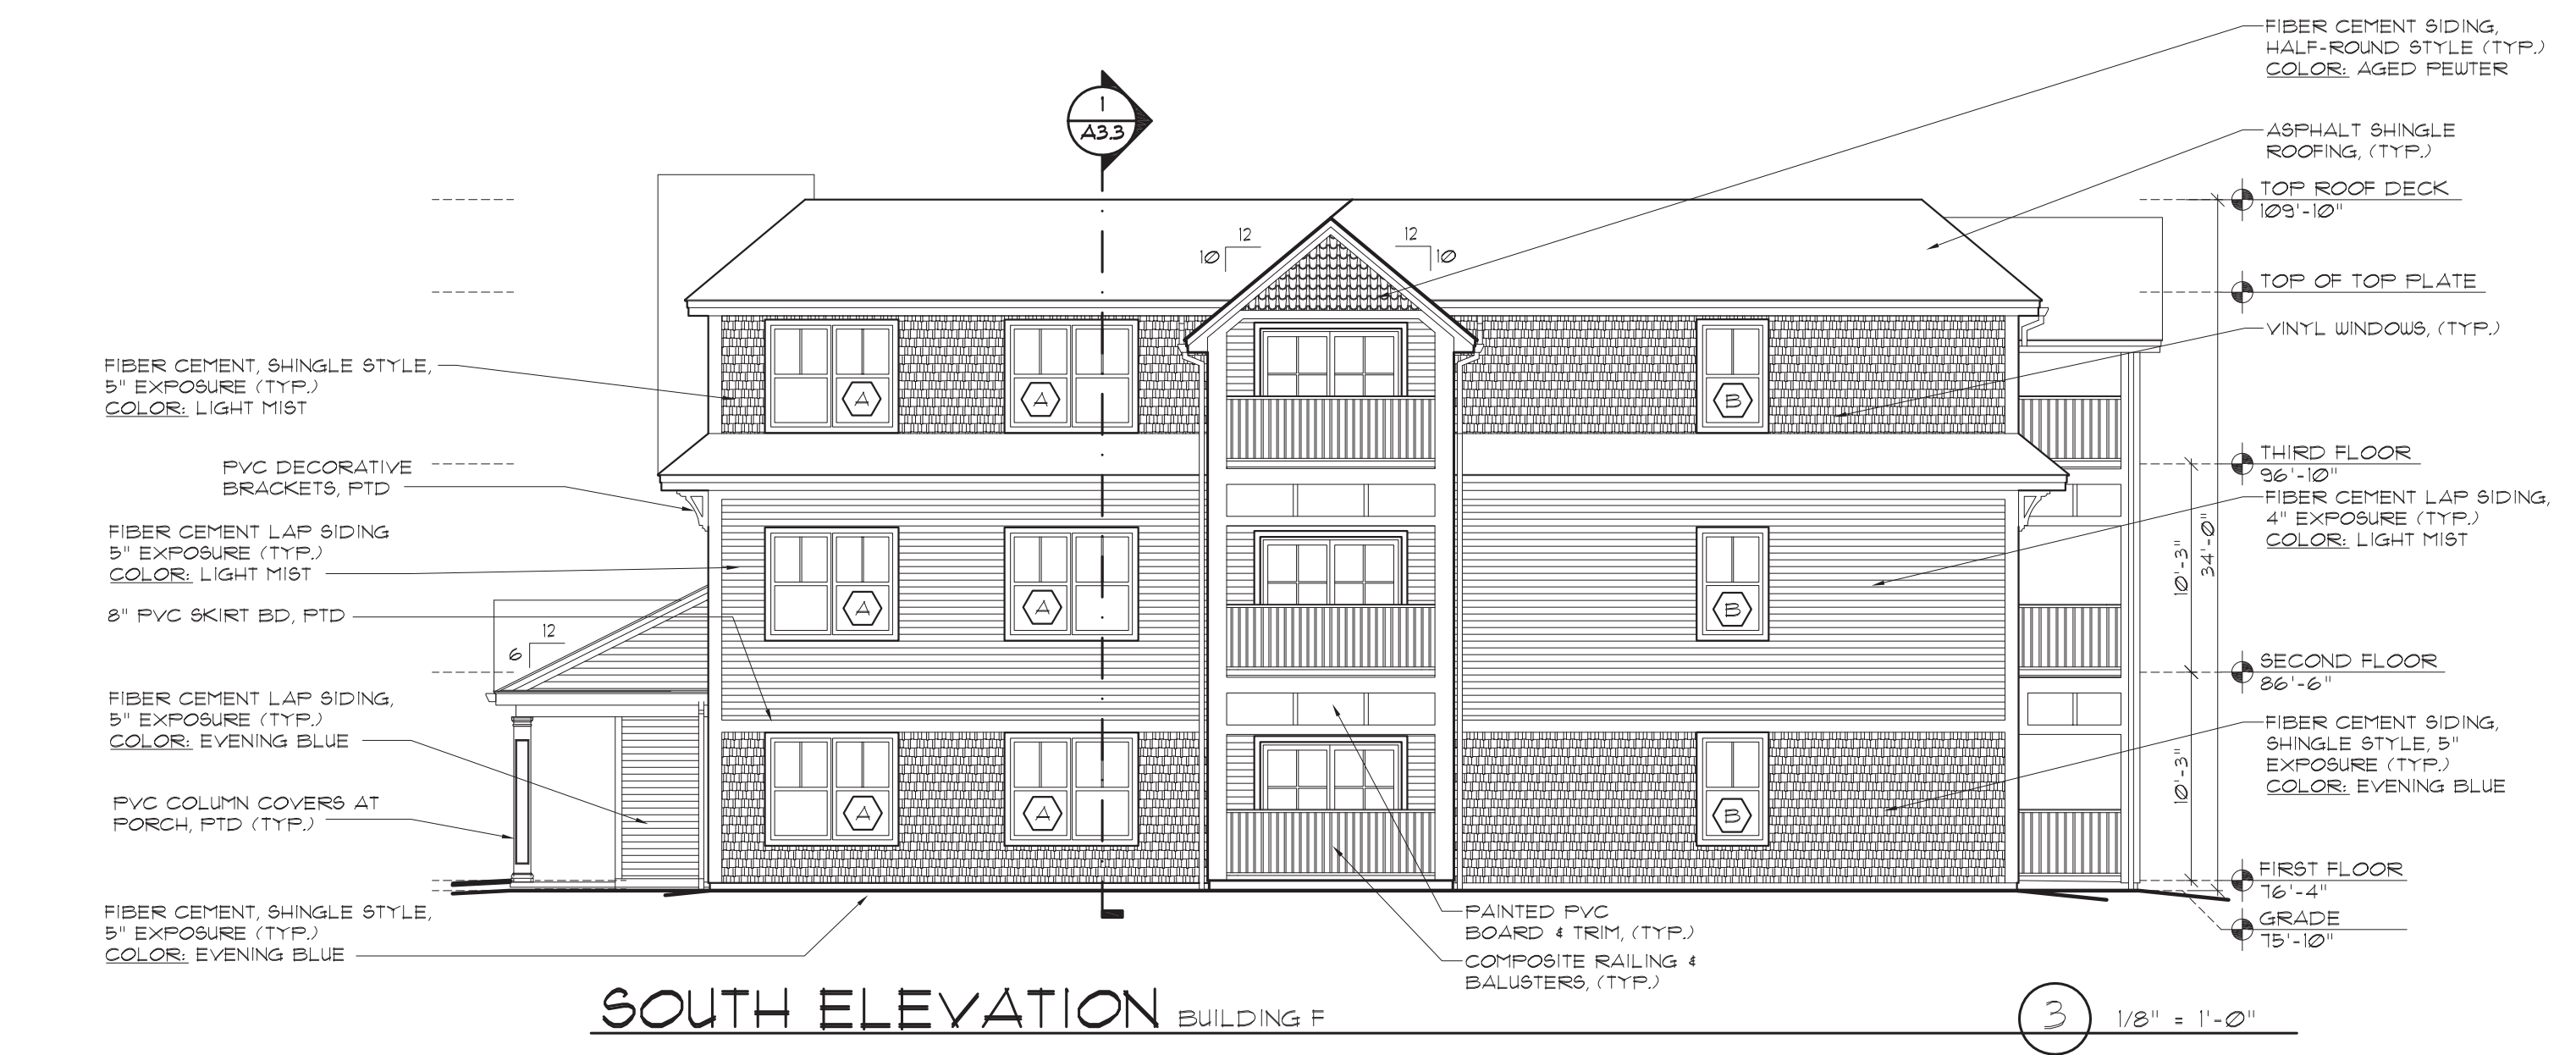 FIBER CEMENT SIDING,
HALF-ROUND STYLE (TYP.)
COLOR: AGED PEWTER
1
A3.3
ASPHALT SHINGLE
ROOFING, (TYP.)
TOP ROOF DECK
109'-10"
12
10
12
10
TOP OF TOP PLATE
VINYL WINDOWS, (TYP.)
FIBER CEMENT, SHINGLE STYLE,
5" EXPOSURE (TYP.)
COLOR: LIGHT MIST
A
A
B
PVC DECORATIVE
BRACKETS, PTD
THIRD FLOOR
96'-10"
FIBER CEMENT LAP SIDING,
4" EXPOSURE (TYP.)
COLOR: LIGHT MIST
FIBER CEMENT LAP SIDING
5" EXPOSURE (TYP.)
COLOR: LIGHT MIST
10'-3"
34'-0"
A
A
B
8" PVC SKIRT BD, PTD
12
6
SECOND FLOOR
86'-6"
FIBER CEMENT LAP SIDING,
5" EXPOSURE (TYP.)
COLOR: EVENING BLUE
FIBER CEMENT SIDING,
SHINGLE STYLE, 5"
EXPOSURE (TYP.)
COLOR: EVENING BLUE
10'-3"
PVC COLUMN COVERS AT
PORCH, PTD (TYP.)
A
A
B
FIRST FLOOR
76'-4"
GRADE
75'-10"
FIBER CEMENT, SHINGLE STYLE,
5" EXPOSURE (TYP.)
COLOR: EVENING BLUE
PAINTED PVC
BOARD & TRIM, (TYP.)
COMPOSITE RAILING &
BALUSTERS, (TYP.)
SOUTH ELEVATION BUILDING F
3
1/8" = 1'-0"